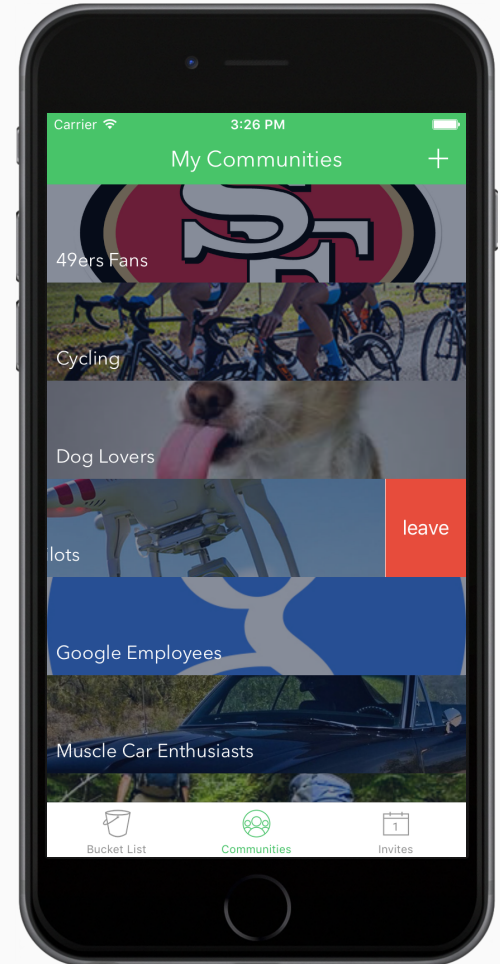 Carrier 3:26 PM
My Communities +
SF
49ers Fans
Cycling
Dog Lovers
lots
leave
Google Employees
Muscle Car Enthusiasts
1
Bucket List Communities Invites